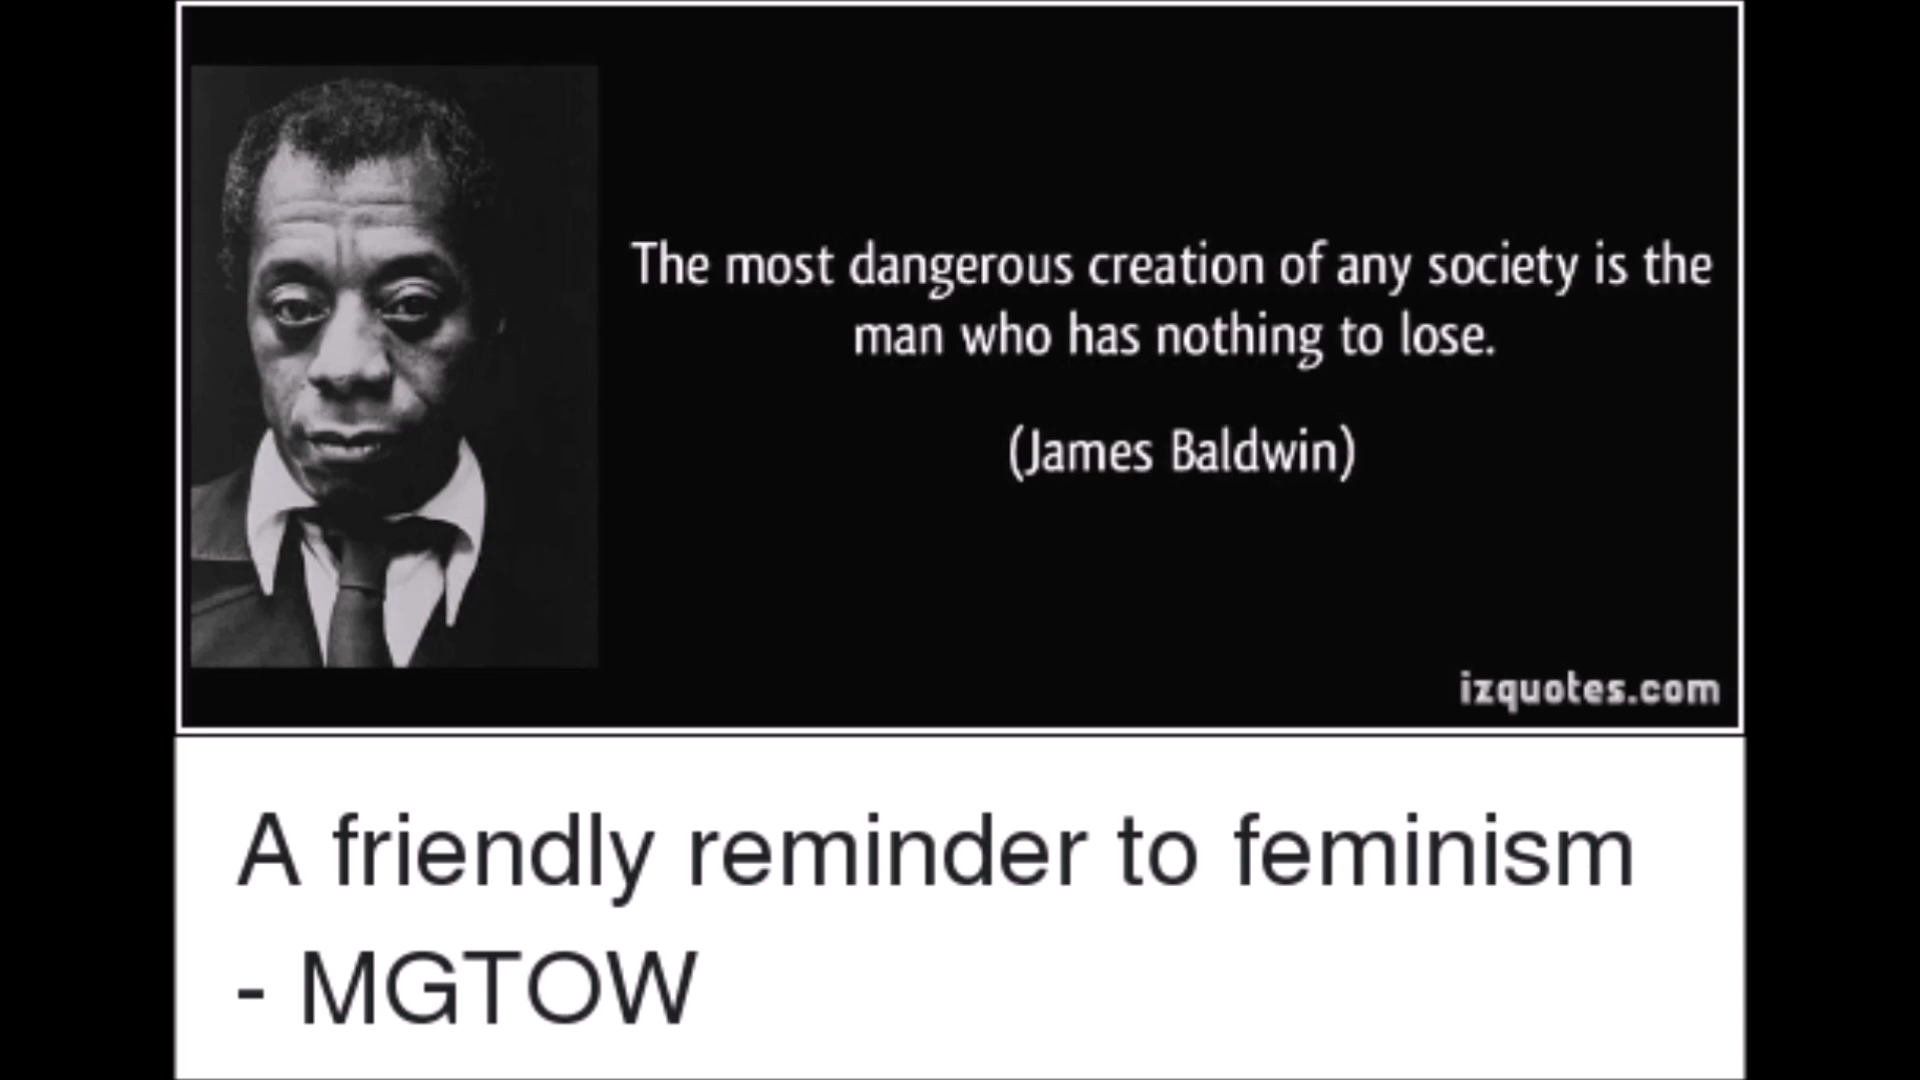 The most dangerous creation of any society is the
man who has nothing to lose.
(James Baldwin)
izquotes.com
A friendly reminder to feminism
- MGTOW